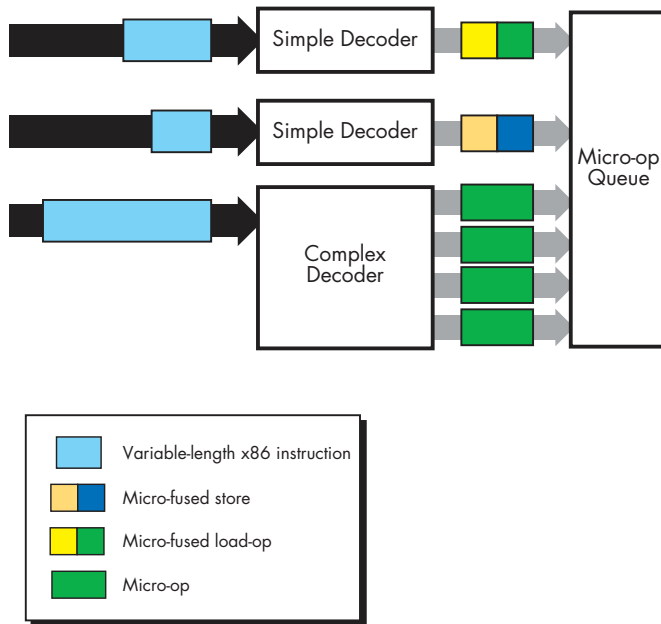 Simple Decoder
Simple Decoder
Complex
Decoder
Micro-op
Queue
Variable-length x86 instruction
Micro-fused store
Micro-fused load-op
Micro-op